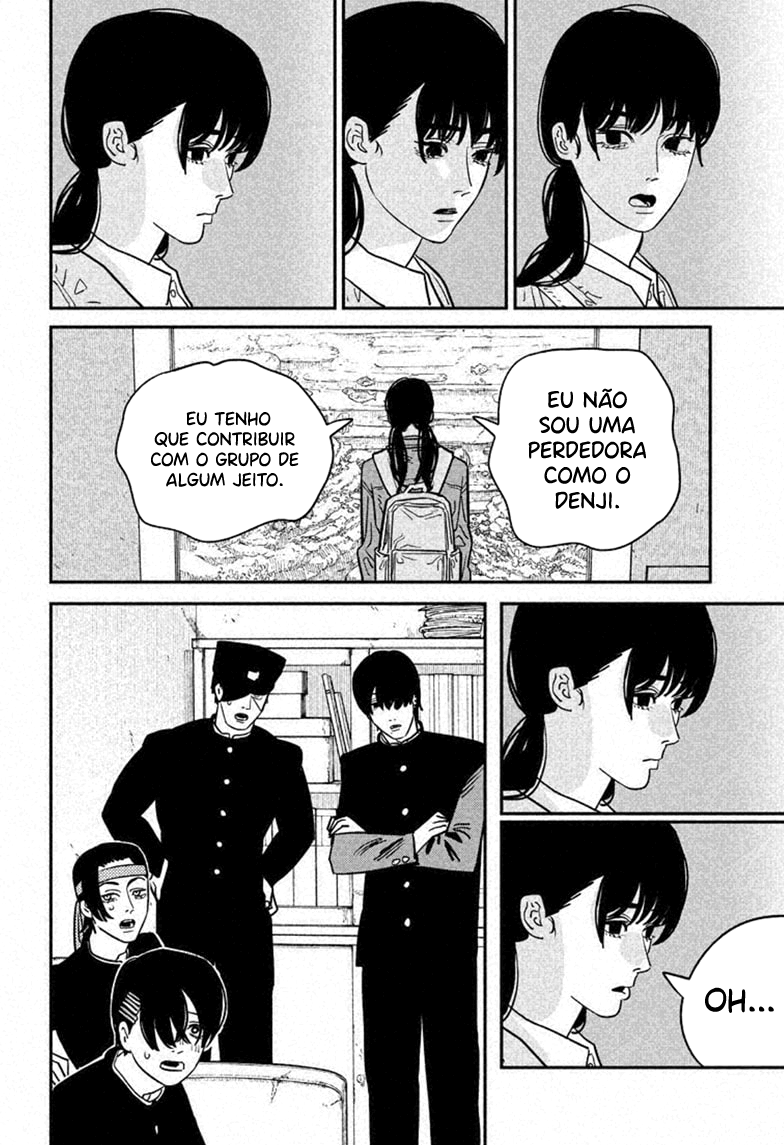 EU NÃO
SOU UMA
PERDEDORA
COMO O
DENJI.
EU TENHO
QUE CONTRIBUIR
COM O GRUPO DE
ALGUM JEITO.
OH...